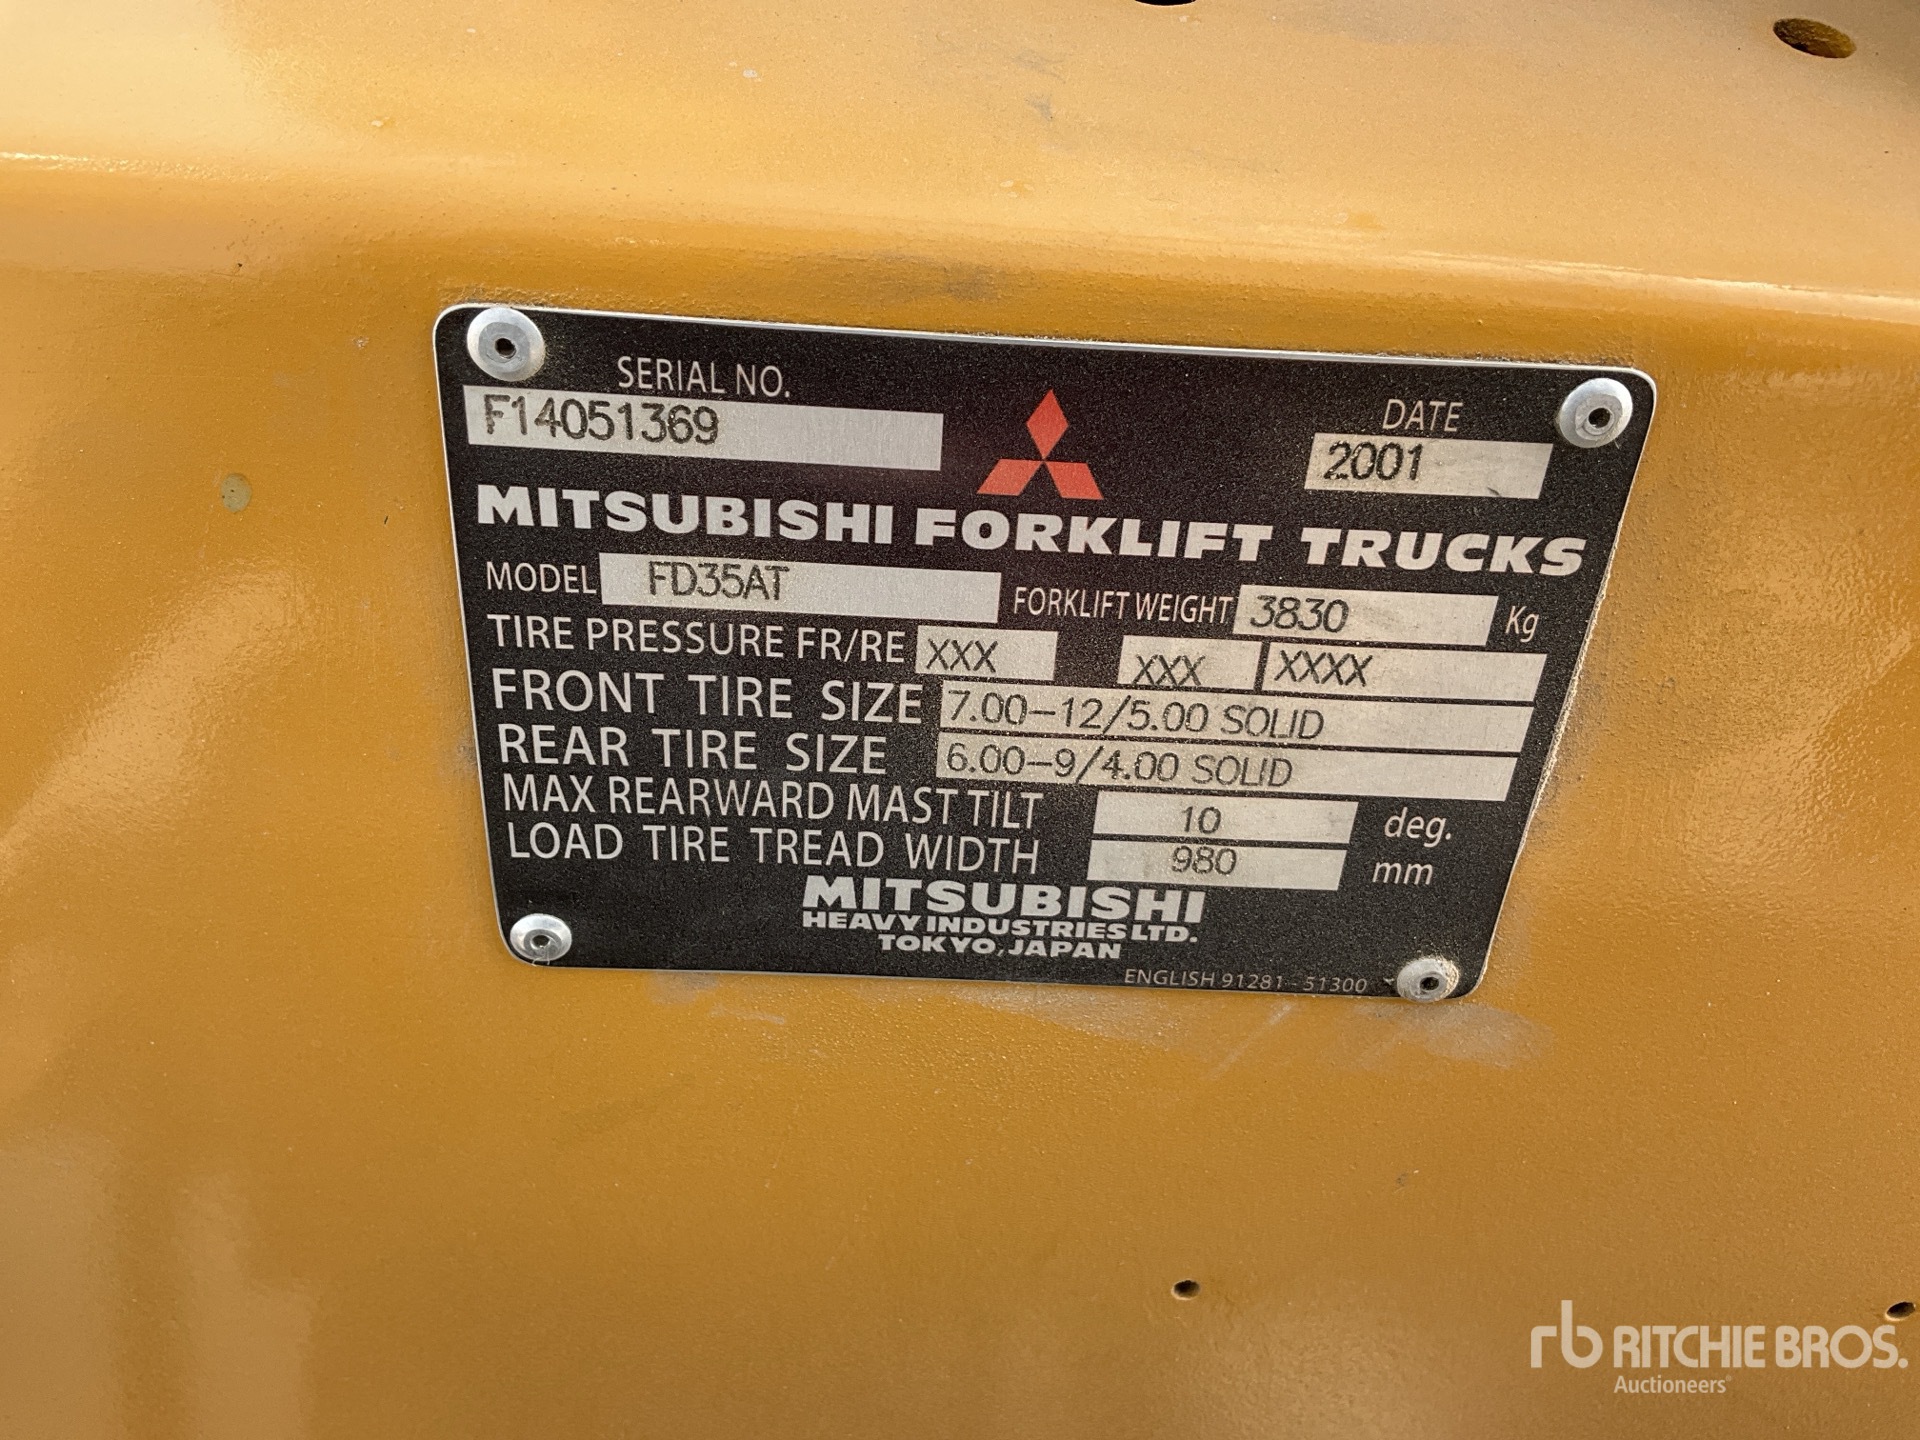 SERIAL NO.
F14051369
DATE
2001
MITSUBISHI FORKLIFT TRUCKS
MODEL FD35AT FORKLIFT WEIGHT 3830 Kg
TIRE PRESSURE FR/RE XXX XXX XXXX
FRONT TIRE SIZE 7.00-12/5.00 SOLID
REAR TIRE SIZE 6.00-9/4.00 SOLID
MAX REARWARD MAST TILT 10 deg.
LOAD TIRE TREAD WIDTH 980 mm
MITSUBISHI
HEAVY INDUSTRIES LTD.
TOKYO, JAPAN
ENGLISH 91281-51300
rb RITCHIE BROS.
Auctioneers